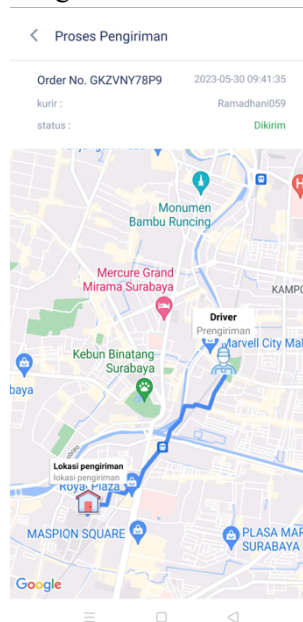 Proses Pengiriman
Order No. GKZVNY78P9 2023-05-30 09:41:35
kurir : Ramadhani059
status : Dikirim
Monumen
Bambu Runcing
Mercure Grand
Mirama Surabaya
KAMPO
Driver
Prengiriman
Marvell City Mal
Kebun Binatang
Surabaya
baya
Lokasi pengiriman
lokasi pengiriman
Royal Plaza
MASPION SQUARE
PLASA MAR
SURABAYA
Google